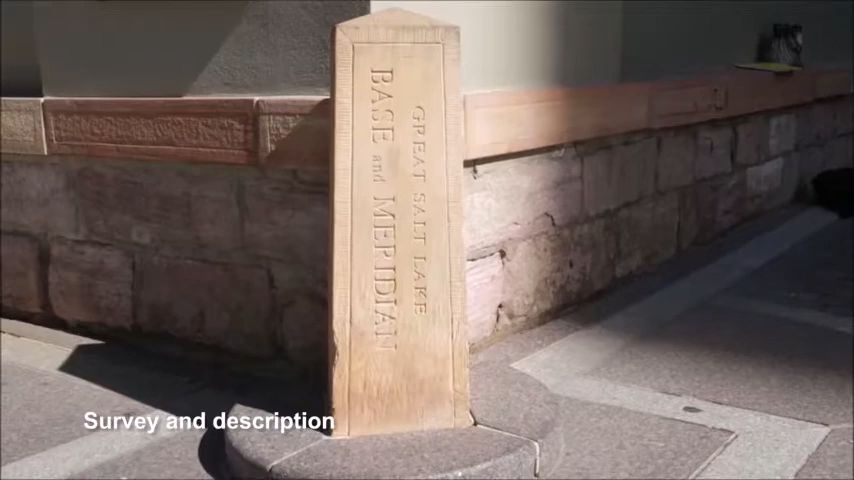 GREAT SALT LAKE
BASE and MERIDIAN
Survey and description